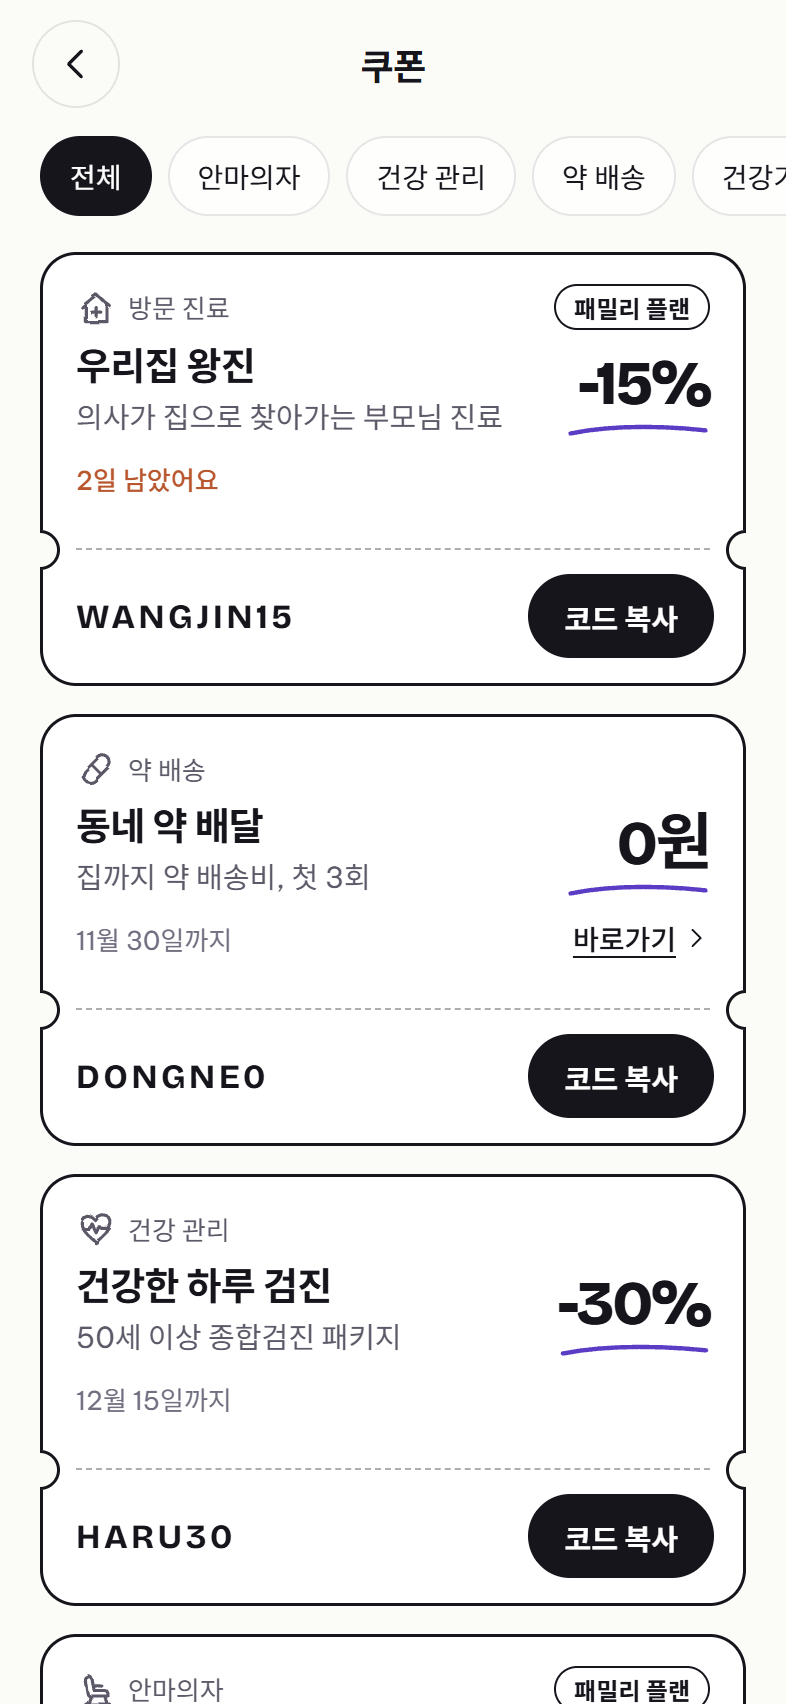 쿠폰
전체
안마의자
건강 관리
약 배송
방문 진료
패밀리 플랜
우리집 왕진
-15%
의사가 집으로 찾아가는 부모님 진료
2일 남았어요
WANGJIN15
코드 복사
약 배송
동네 약 배달
0원
집까지 약 배송비, 첫 3회
11월 30일까지
바로가기
DONGNE0
코드 복사
건강 관리
건강한 하루 검진
-30%
50세 이상 종합검진 패키지
12월 15일까지
HARU30
코드 복사
안마의자
패밀리 플랜